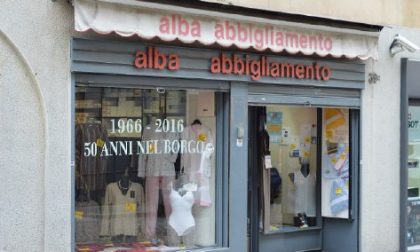 alba abbigliamento
alba abbigliamento
1966 - 2016
50 ANNI NEL BORGO